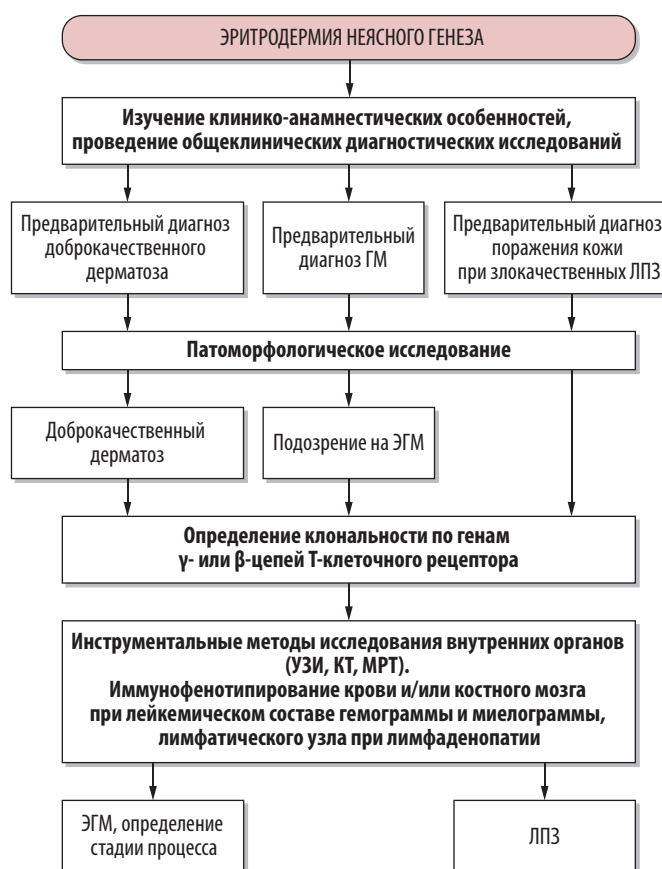 ЭРИТРОДЕРМИЯ НЕЯСНОГО ГЕНЕЗА
Изучение клинико-анамнестических особенностей,
проведение общеклинических диагностических исследований
Предварительный диагноз
доброкачественного
дерматоза
Предварительный
диагноз ГМ
Предварительный диагноз
поражения кожи
при злокачественных ЛПЗ
Патоморфологическое исследование
Доброкачественный
дерматоз
Подозрение на ЭГМ
Определение клональности по генам
γ- или β-цепей Т-клеточного рецептора
Инструментальные методы исследования внутренних органов
(УЗИ, КТ, МРТ).
Иммунофенотипирование крови и/или костного мозга
при лейкемическом составе гемограммы и миелограммы,
лимфатического узла при лимфаденопатии
ЭГМ, определение
стадии процесса
ЛПЗ